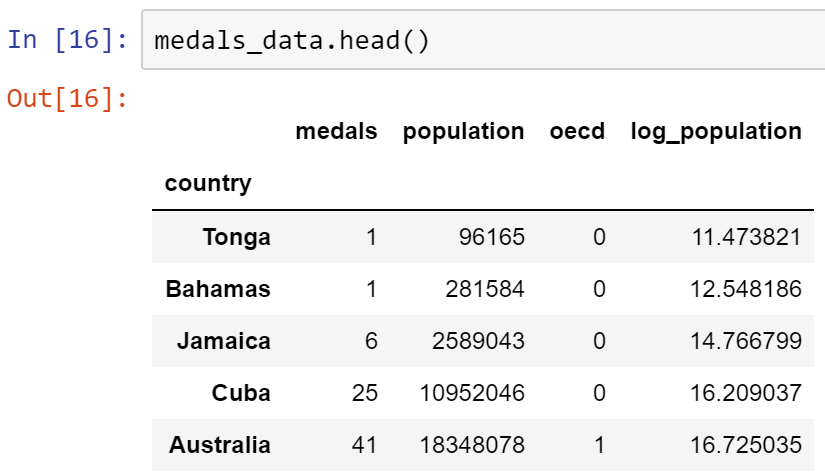 In [16]: medals_data.head()
Out[16]:
medals population oecd log_population
country
Tonga 1 96165 0 11.473821
Bahamas 1 281584 0 12.548186
Jamaica 6 2589043 0 14.766799
Cuba 25 10952046 0 16.209037
Australia 41 18348078 1 16.725035